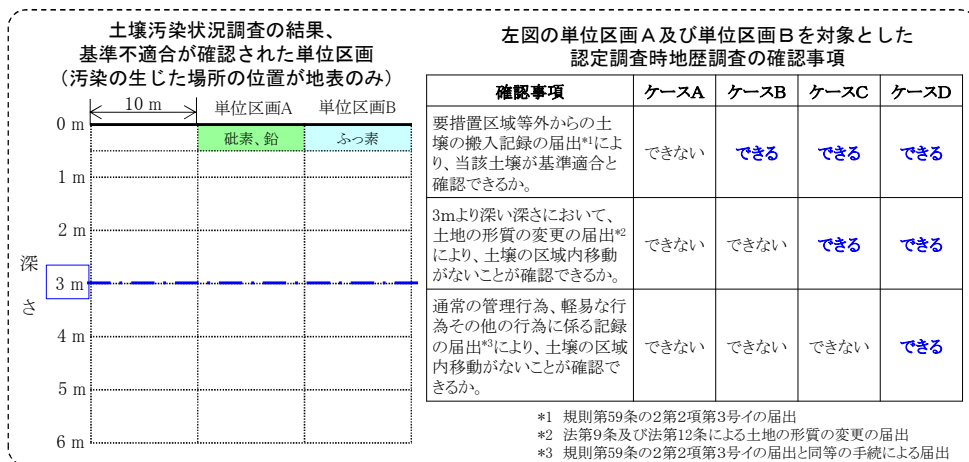 土壌汚染状況調査の結果、
基準不適合が確認された単位区画
（汚染の生じた場所の位置が地表のみ）
10 m
単位区画A
単位区画B
0 m
砒素、鉛
ふっ素
1 m
2 m
深
3 m
さ
4 m
5 m
6 m
左図の単位区画Ａ及び単位区画Ｂを対象とした
認定調査時地歴調査の確認事項
確認事項
ケースA
ケースB
ケースC
ケースD
要措置区域等外からの土
壌の搬入記録の届出*1によ
り、当該土壌が基準適合と
確認できるか。
できない
できる
できる
できる
3mより深い深さにおいて、
土地の形質の変更の届出*2
により、土壌の区域内移動
がないことが確認できるか。
できない
できない
できる
できる
通常の管理行為、軽易な行
為その他の行為に係る記録
の届出*3により、土壌の区域
内移動がないことが確認で
きるか。
できない
できない
できない
できる
*1 規則第59条の2第2項第3号イの届出
*2 法第9条及び法第12条による土地の形質の変更の届出
*3 規則第59条の2第2項第3号イの届出と同等の手続による届出